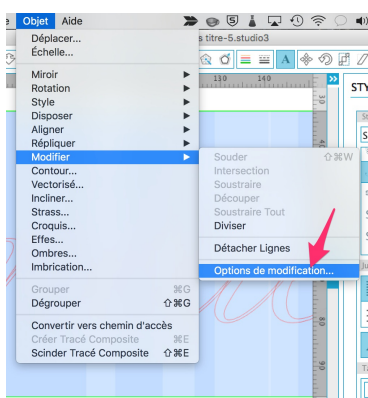 Objet Aide
s titre-5.studio3
Déplacer...
Échelle...
130 140
STY
Miroir
Rotation
Style
Disposer
Aligner
Répliquer
Modifier
Souder ⇧⌘W
Contour...
Intersection
Vectorisé...
Soustraire
Incliner...
Découper
Strass...
Soustraire Tout
Croquis...
Diviser
Effes...
Ombres...
Détacher Lignes
Imbrication...
Options de modification...
Grouper ⌘G
Dégrouper ⇧⌘G
Convertir vers chemin d'accès
Créer Tracé Composite ⌘E
Scinder Tracé Composite ⇧⌘E